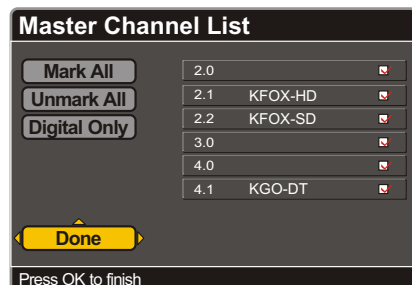 Master Channel List
Mark All
Unmark All
Digital Only
2.0
2.1 KFOX-HD
2.2 KFOX-SD
3.0
4.0
4.1 KGO-DT
Done
Press OK to finish